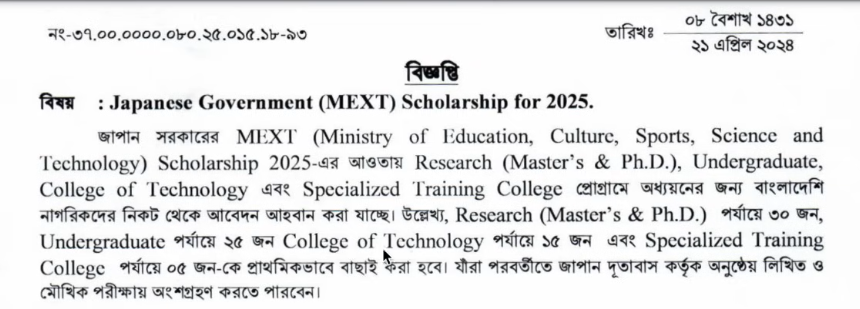 নং-৩৭.০০.০০০০.০৮০.২৫.০১৫.১৮-৯৩
তারিখঃ ০৮ বৈশাখ ১৪৩১
২১ এপ্রিল ২০২৪
বিজ্ঞপ্তি
বিষয় : Japanese Government (MEXT) Scholarship for 2025.
জাপান সরকারের MEXT (Ministry of Education, Culture, Sports, Science and
Technology) Scholarship 2025-এর আওতায় Research (Master's & Ph.D.), Undergraduate,
College of Technology এবং Specialized Training College প্রোগ্রামে অধ্যয়নের জন্য বাংলাদেশি
নাগরিকদের নিকট থেকে আবেদন আহবান করা যাচ্ছে। উল্লেখ্য, Research (Master's & Ph.D.) পর্যায়ে ৩০ জন,
Undergraduate পর্যায়ে ২৫ জন College of Technology পর্যায়ে ১৫ জন এবং Specialized Training
College পর্যায়ে ০৫ জন-কে প্রাথমিকভাবে বাছাই করা হবে। যাঁরা পরবর্তীতে জাপান দূতাবাস কর্তৃক অনুষ্ঠেয় লিখিত ও
মৌখিক পরীক্ষায় অংশগ্রহণ করতে পারবেন।